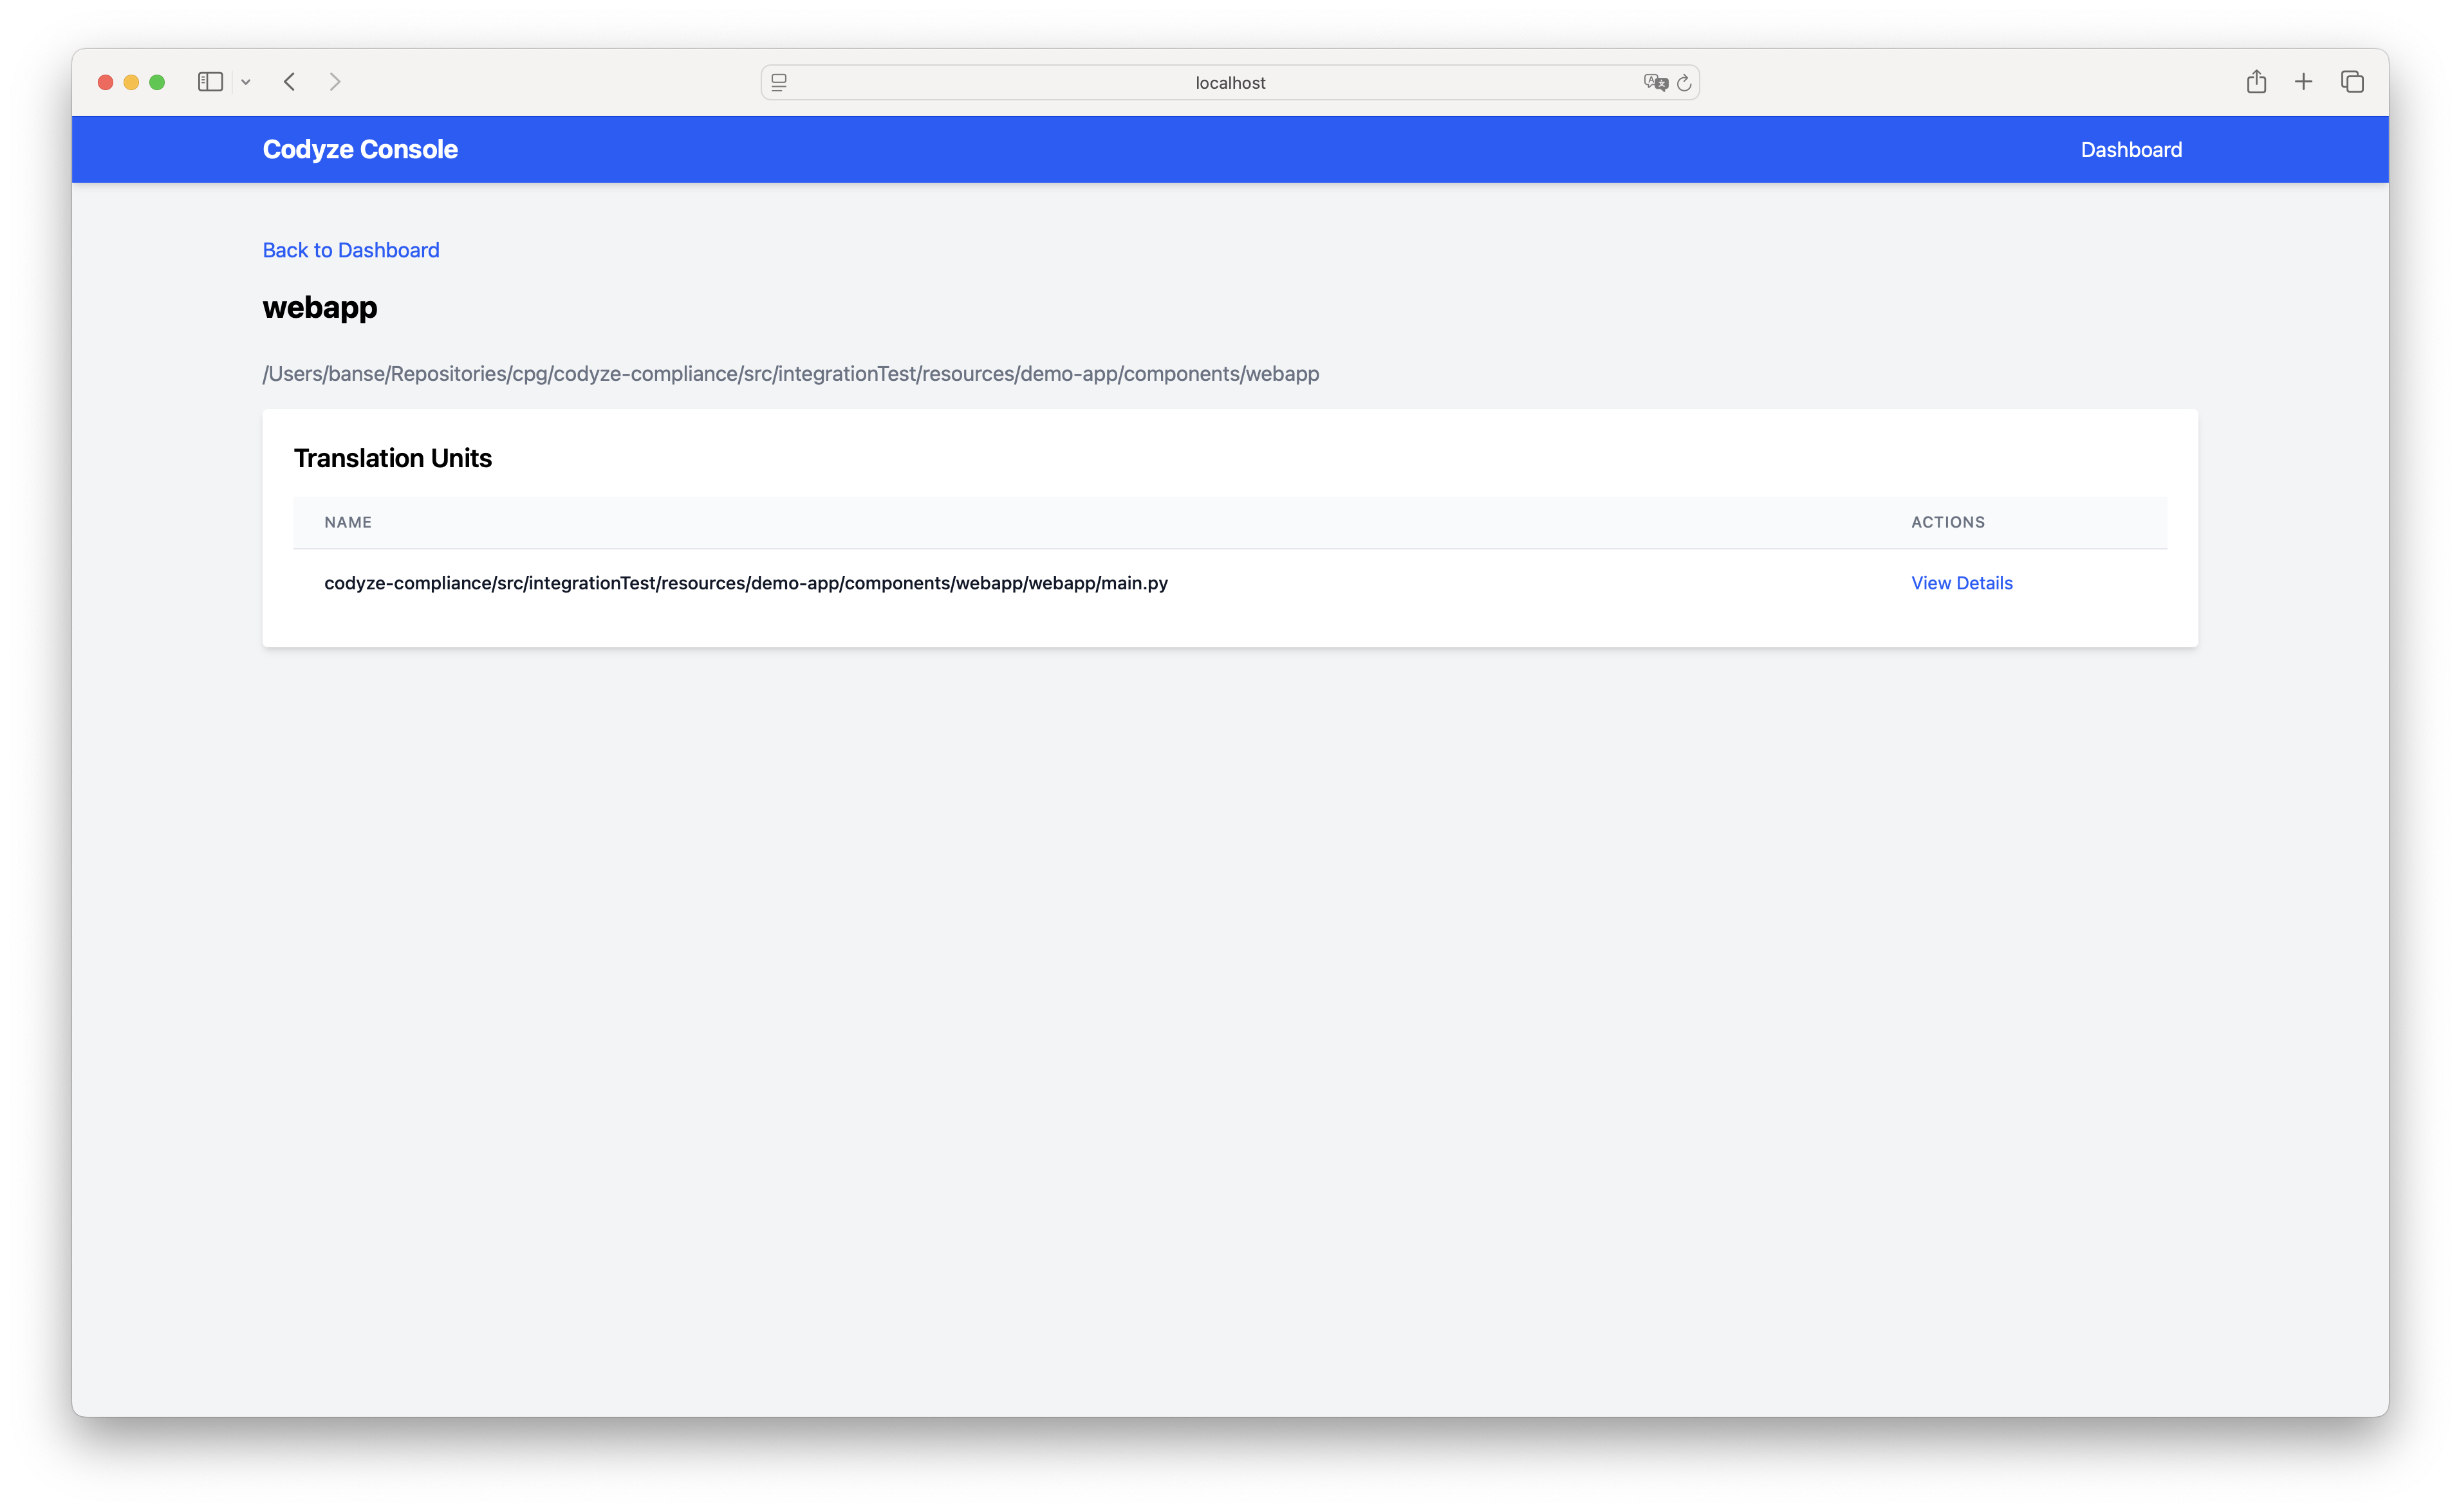 localhost
Codyze Console
Dashboard
Back to Dashboard
webapp
/Users/banse/Repositories/cpg/codyze-compliance/src/integrationTest/resources/demo-app/components/webapp
Translation Units
NAME
ACTIONS
codyze-compliance/src/integrationTest/resources/demo-app/components/webapp/webapp/main.py
View Details